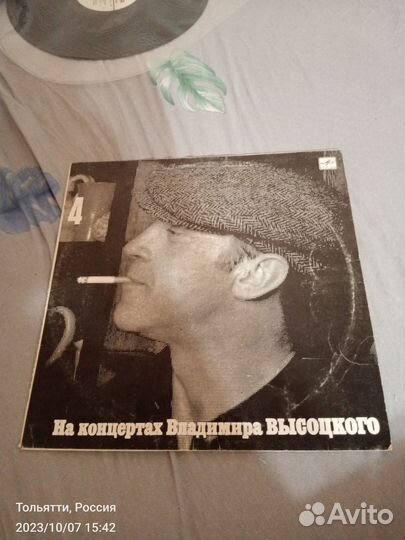 4
На концертах Владимира ВЫСОЦКОГО
Тольятти, Россия
2023/10/07 15:42
Avito